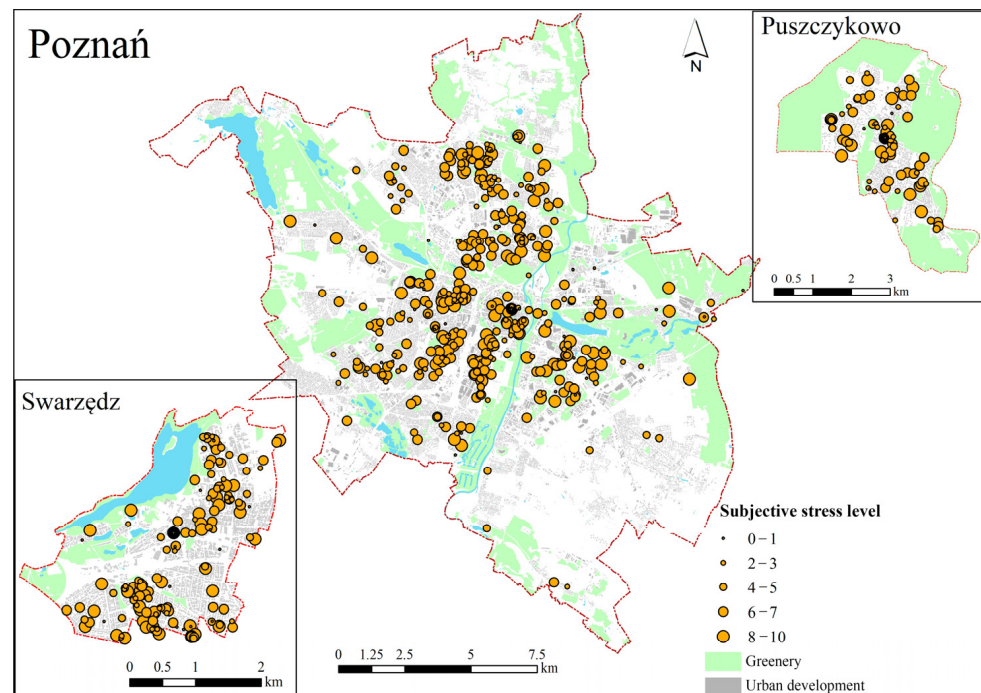 Poznań
N
Puszczykowo
0 0.5 1 2 3
km
Swarzędz
0 0.5 1 2
km
0 1.25 2.5 5 7.5
km
Subjective stress level
0 – 1
2 – 3
4 – 5
6 – 7
8 – 10
Greenery
Urban development